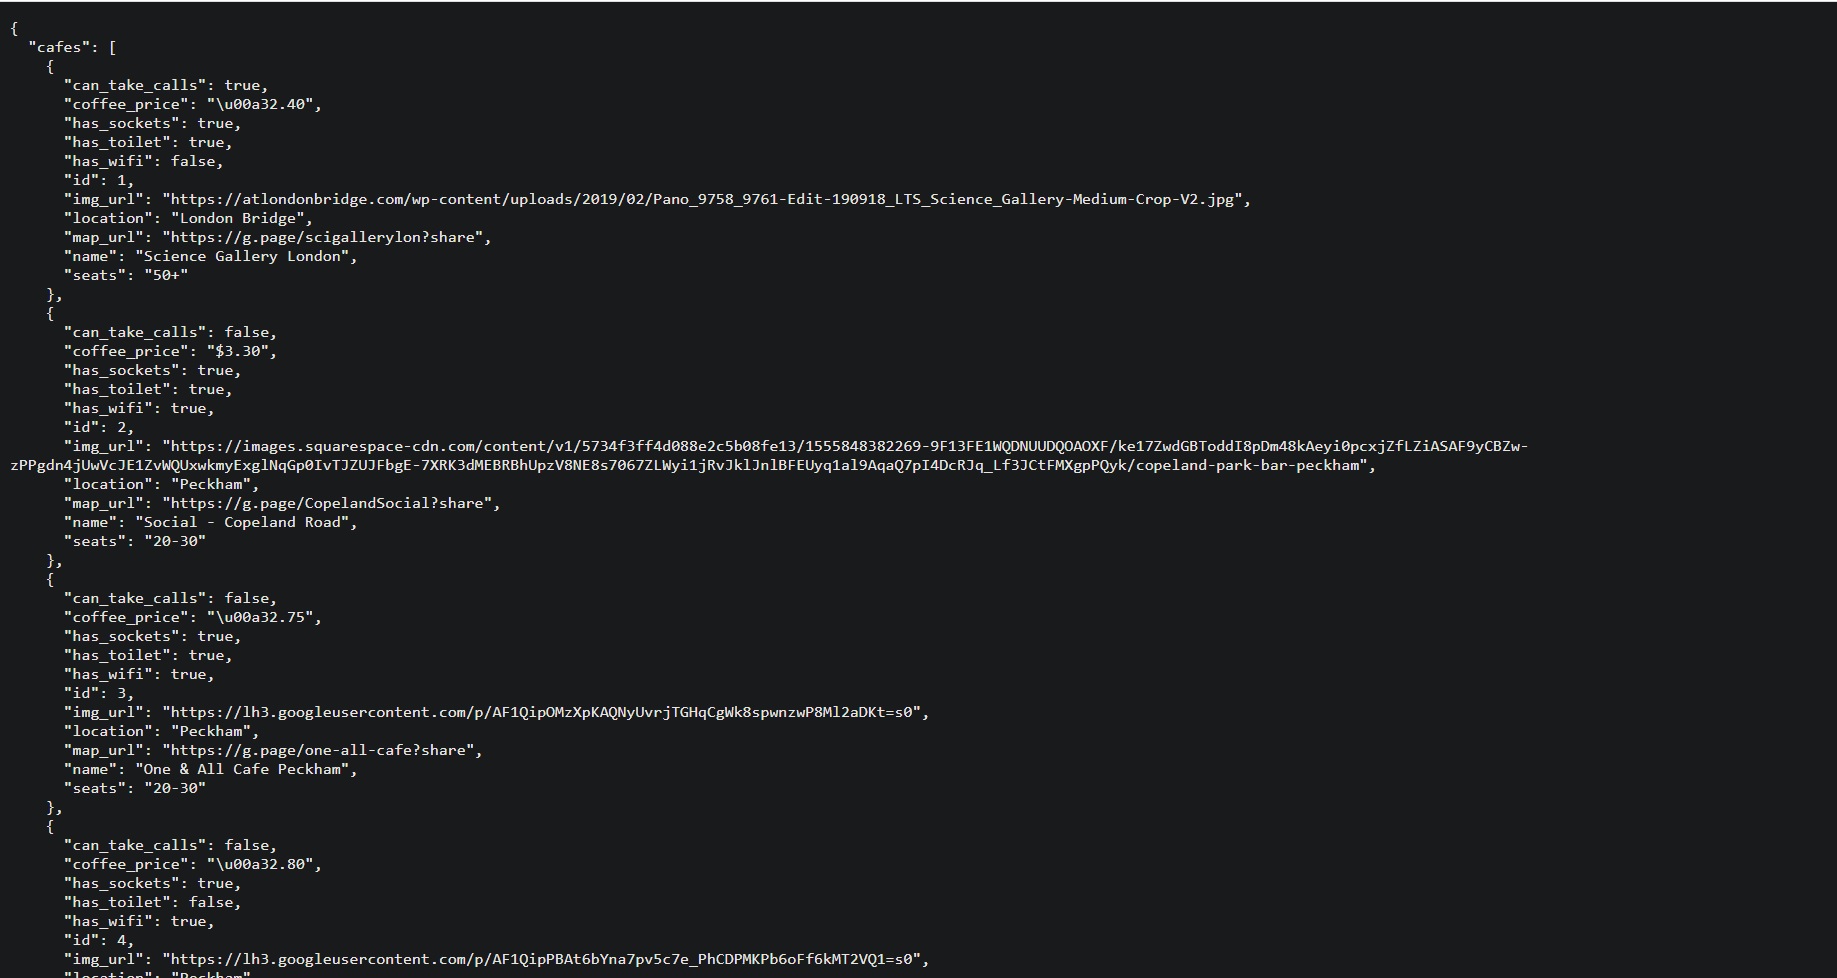 {
"cafes": [
{
"can_take_calls": true,
"coffee_price": "\u00a32.40",
"has_sockets": true,
"has_toilet": true,
"has_wifi": false,
"id": 1,
"img_url": "https://atlondonbridge.com/wp-content/uploads/2019/02/Pano_9758_9761-Edit-190918_LTS_Science_Gallery-Medium-Crop-V2.jpg",
"location": "London Bridge",
"map_url": "https://g.page/scigallerylon?share",
"name": "Science Gallery London",
"seats": "50+"
},
{
"can_take_calls": false,
"coffee_price": "$3.30",
"has_sockets": true,
"has_toilet": true,
"has_wifi": true,
"id": 2,
"img_url": "https://images.squarespace-cdn.com/content/v1/5734f3ff4d088e2c5b08fe13/1555848382269-9F13FE1WQDNUUDQOAOXF/ke17ZwdGBToddI8pDm48kAeyi0pcxjZfLZiASAF9yCBZw-
zPPgdn4jUwVcJE1ZvWQUxwkmyExglNqGp0IvTJZUJFbgE-7XRK3dMEBRBhUpzV8NE8s7067ZLWyi1jRvJklJnlBFEUyq1al9AqaQ7pI4DcRJq_Lf3JCtFMXgpPQyk/copeland-park-bar-peckham",
"location": "Peckham",
"map_url": "https://g.page/CopelandSocial?share",
"name": "Social - Copeland Road",
"seats": "20-30"
},
{
"can_take_calls": false,
"coffee_price": "\u00a32.75",
"has_sockets": true,
"has_toilet": true,
"has_wifi": true,
"id": 3,
"img_url": "https://lh3.googleusercontent.com/p/AF1QipOMzXpKAQNyUvrjTGHqCgWk8spwnzwP8Ml2aDKt=s0",
"location": "Peckham",
"map_url": "https://g.page/one-all-cafe?share",
"name": "One & All Cafe Peckham",
"seats": "20-30"
},
{
"can_take_calls": false,
"coffee_price": "\u00a32.80",
"has_sockets": true,
"has_toilet": false,
"has_wifi": true,
"id": 4,
"img_url": "https://lh3.googleusercontent.com/p/AF1QipPBAt6bYna7pv5c7e_PhCDPMKPb6oFf6kMT2VQ1=s0",
"location": "Peckham"